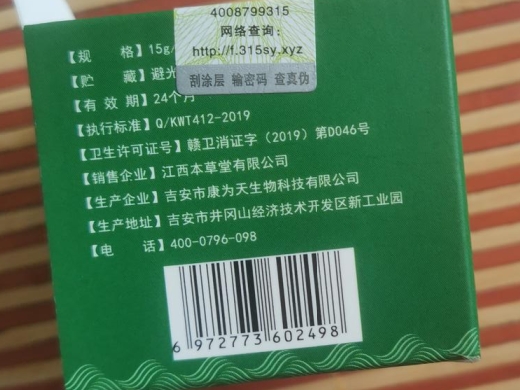 4008799315
网络查询:
http://f.315sy.xyz
刮涂层 输密码 查真伪
【规 格】15g/
【贮 藏】避光
【有 效 期】24个月
【执行标准】Q/KWT412-2019
【卫生许可证号】赣卫消证字（2019）第D046号
【销售企业】江西本草堂有限公司
【生产企业】吉安市康为天生物科技有限公司
【生产地址】吉安市井冈山经济技术开发区新工业园
【电 话】400-0796-098
6 972773 602498